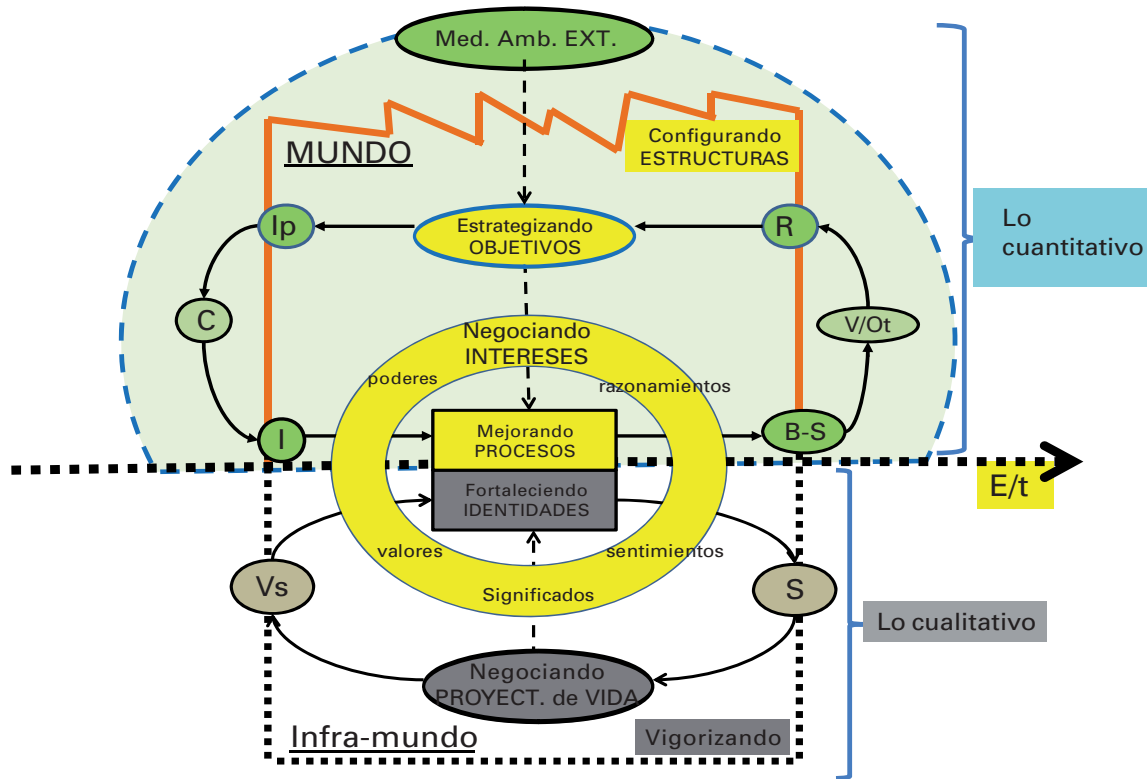 Med. Amb. EXT.
MUNDO
Configurando
ESTRUCTURAS
Lo
cuantitativo
Ip
Estrategizando
OBJETIVOS
R
C
V/Ot
Negociando
INTERESES
poderes
razonamientos
I
Mejorando
PROCESOS
B-S
E/t
Fortaleciendo
IDENTIDADES
valores
sentimientos
Vs
Significados
S
Lo cualitativo
Negociando
PROYECT. de VIDA
Infra-mundo
Vigorizando